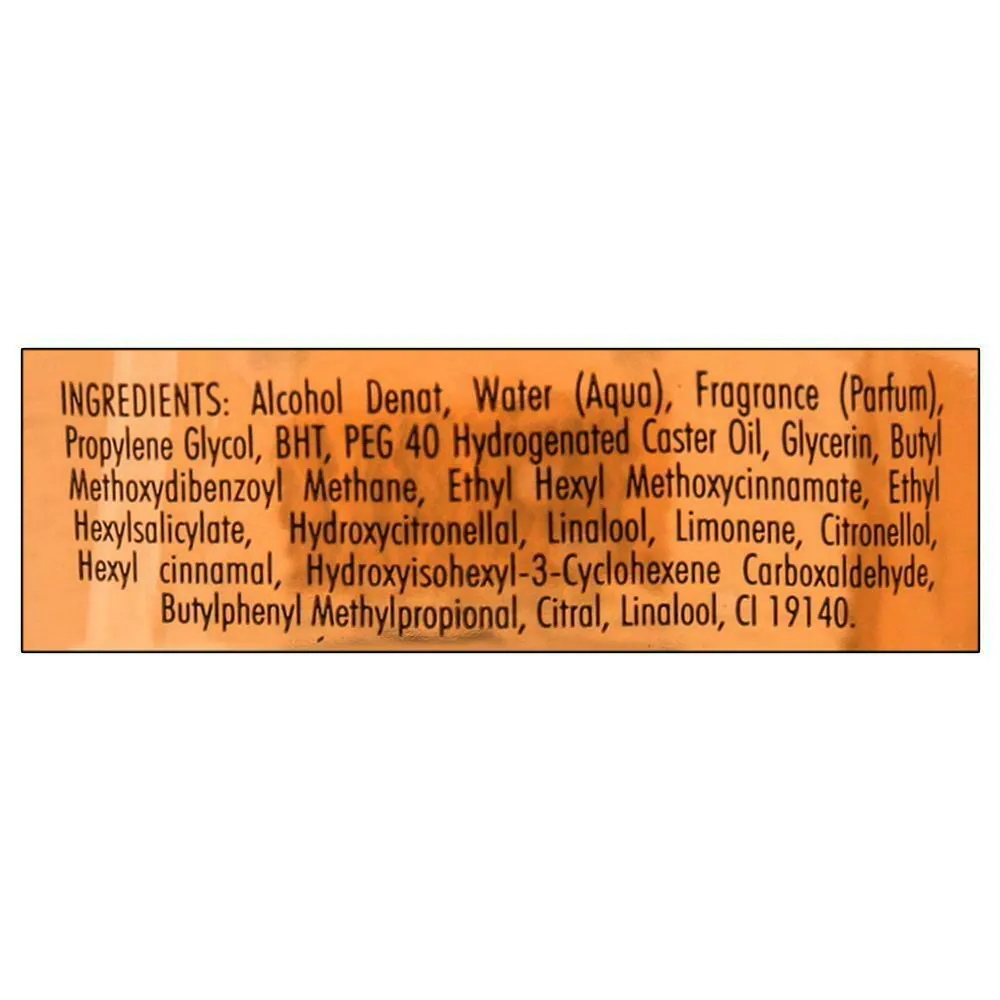 INGREDIENTS: Alcohol Denat, Water (Aqua), Fragrance (Parfum),
Propylene Glycol, BHT, PEG 40 Hydrogenated Caster Oil, Glycerin, Butyl
Methoxydibenzoyl Methane, Ethyl Hexyl Methoxycinnamate, Ethyl
Hexylsalicylate, Hydroxycitronellal, Linalool, Limonene, Citronellol,
Hexyl cinnamal, Hydroxyisohexyl-3-Cyclohexene Carboxaldehyde,
Butylphenyl Methylpropional, Citral, Linalool, CI 19140.